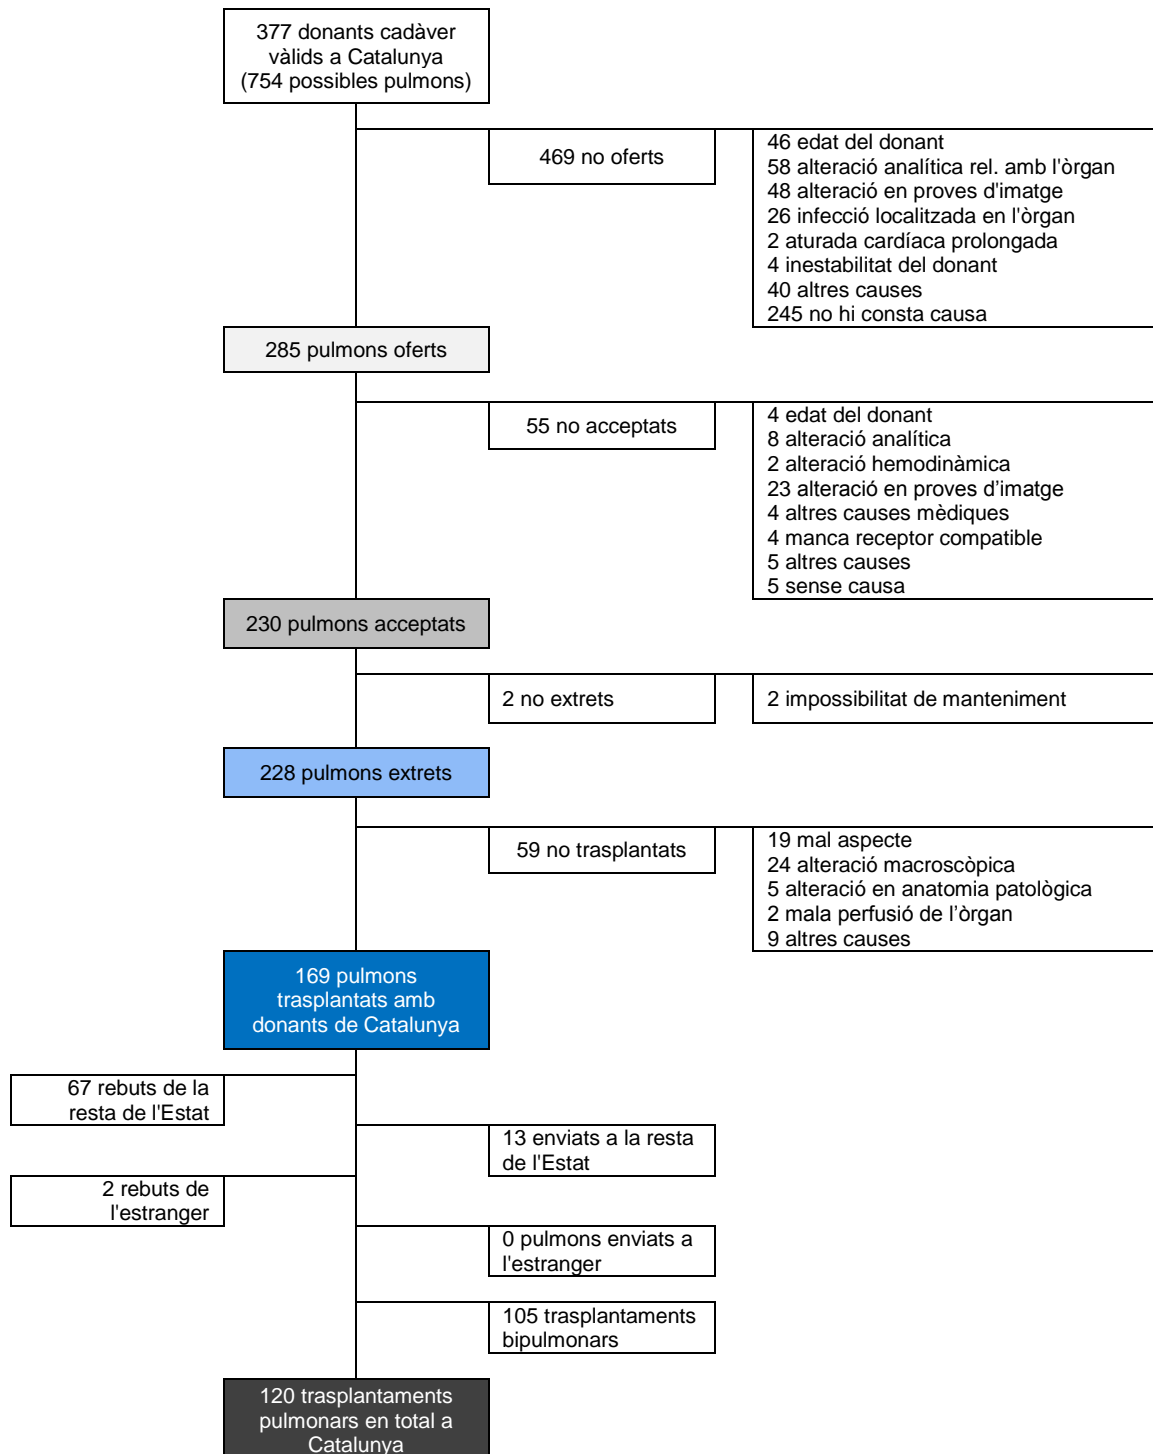 377 donants cadàver
vàlids a Catalunya
(754 possibles pulmons)
469 no oferts
46 edat del donant
58 alteració analítica rel. amb l'òrgan
48 alteració en proves d'imatge
26 infecció localitzada en l'òrgan
2 aturada cardíaca prolongada
4 inestabilitat del donant
40 altres causes
245 no hi consta causa
285 pulmons oferts
55 no acceptats
4 edat del donant
8 alteració analítica
2 alteració hemodinàmica
23 alteració en proves d’imatge
4 altres causes mèdiques
4 manca receptor compatible
5 altres causes
5 sense causa
230 pulmons acceptats
2 no extrets
2 impossibilitat de manteniment
228 pulmons extrets
59 no trasplantats
19 mal aspecte
24 alteració macroscòpica
5 alteració en anatomia patològica
2 mala perfusió de l’òrgan
9 altres causes
169 pulmons
trasplantats amb
donants de Catalunya
67 rebuts de la
resta de l'Estat
13 enviats a la resta
de l'Estat
2 rebuts de
l'estranger
0 pulmons enviats a
l'estranger
105 trasplantaments
bipulmonars
120 trasplantaments
pulmonars en total a
Catalunya